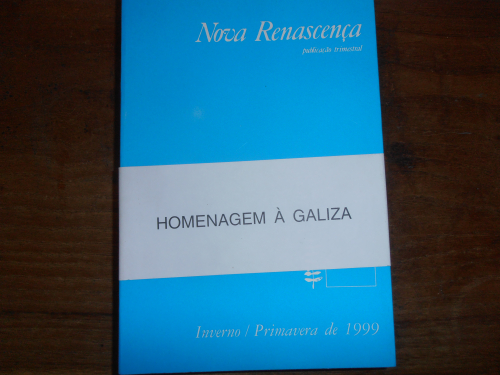 Nova Renascença
publicação trimestral
HOMENAGEM À GALIZA
Inverno / Primavera de 1999